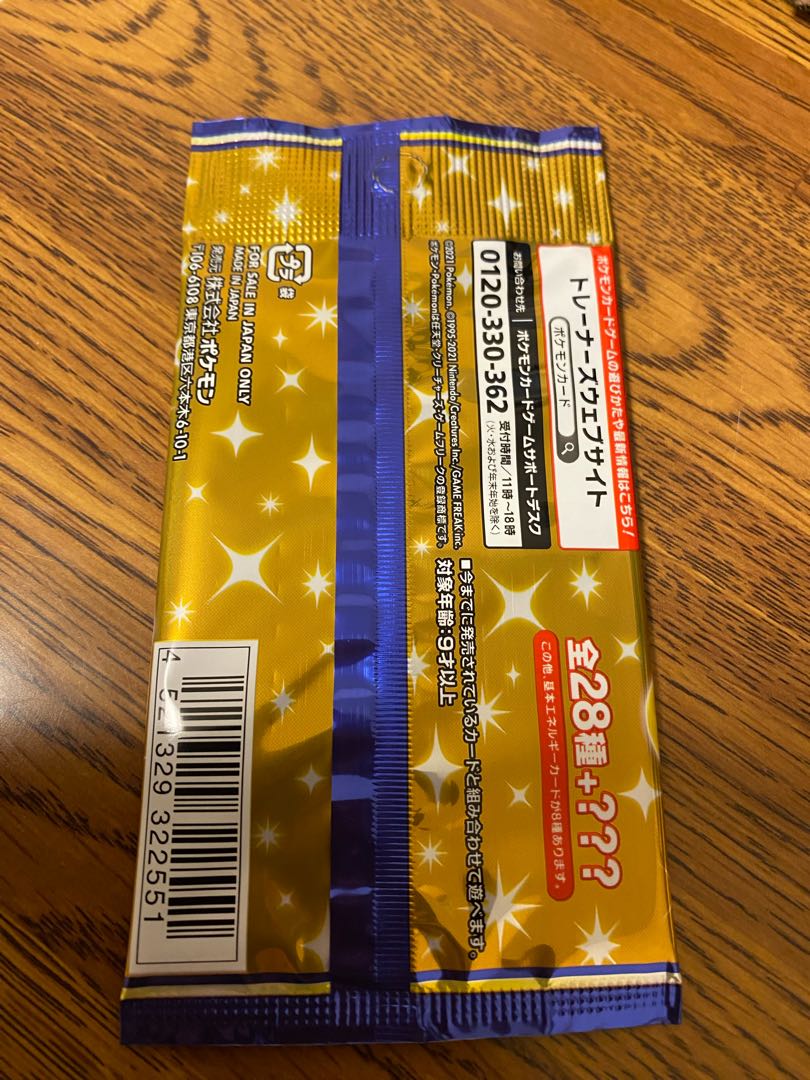 ポケモンカードゲームの遊びかたや最新情報はこちら!
トレーナーズウェブサイト
ポケモンカード
お問い合わせ先 ポケモンカードゲームサポートデスク
0120-330-362 受付時間/11時~18時
(火・水および年末年始を除く)
©2021 Pokémon. ©1995-2021 Nintendo/Creatures Inc./GAME FREAK inc.
ポケモン・Pokémonは任天堂・クリーチャーズ・ゲームフリークの登録商標です。
全28種+???
この他、基本エネルギーカードが8種あります。
■今までに発売されているカードと組み合わせて遊べます。
対象年齢:9才以上
プラ
袋
FOR SALE IN JAPAN ONLY
MADE IN JAPAN
発売元 株式会社ポケモン
〒106-6108 東京都港区六本木6-10-1
4 521329 322551